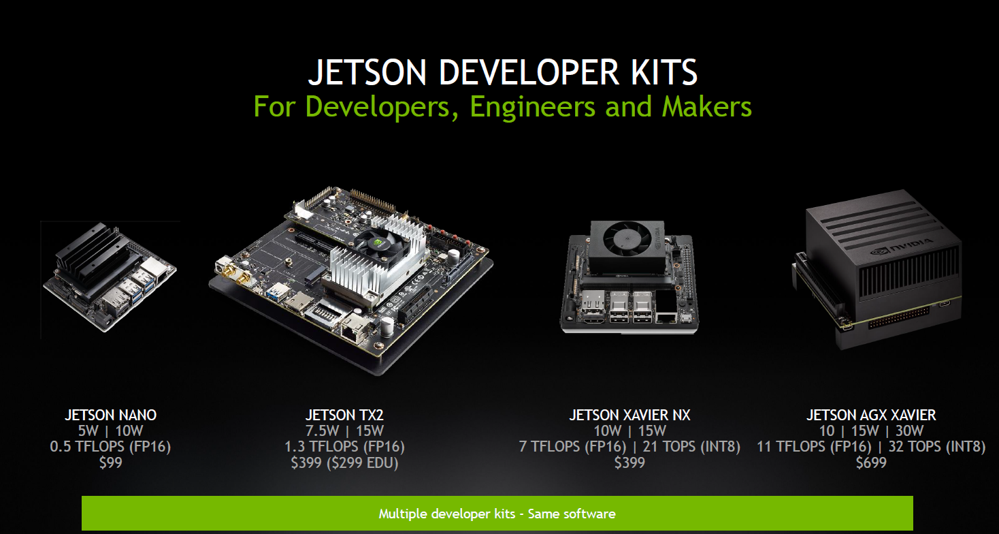 JETSON DEVELOPER KITS
For Developers, Engineers and Makers
NVIDIA
JETSON NANO
5W | 10W
0.5 TFLOPS (FP16)
$99
JETSON TX2
7.5W | 15W
1.3 TFLOPS (FP16)
$399 ($299 EDU)
JETSON XAVIER NX
10W | 15W
7 TFLOPS (FP16) | 21 TOPS (INT8)
$399
JETSON AGX XAVIER
10 | 15W | 30W
11 TFLOPS (FP16) | 32 TOPS (INT8)
$699
Multiple developer kits - Same software